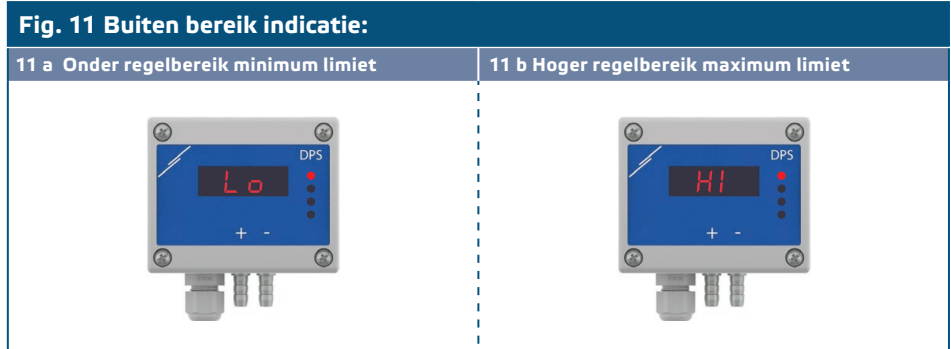 Fig. 11 Buiten bereik indicatie:
11 a Onder regelbereik minimum limiet
11 b Hoger regelbereik maximum limiet
DPS
Lo
+ -
DPS
HI
+ -